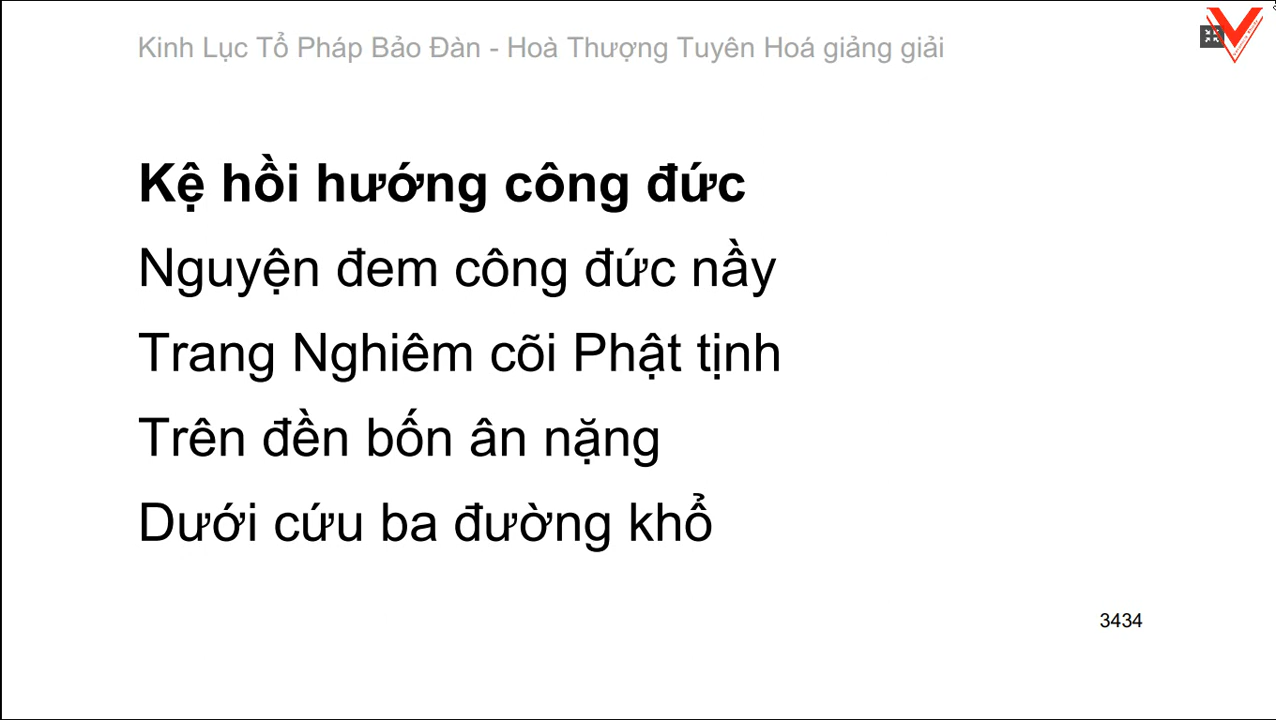 Kinh Lục Tổ Pháp Bảo Đàn - Hoà Thượng Tuyên Hoá giảng giải
Kệ hồi hướng công đức
Nguyện đem công đức nầy
Trang Nghiêm cõi Phật tịnh
Trên đền bốn ân nặng
Dưới cứu ba đường khổ
3434